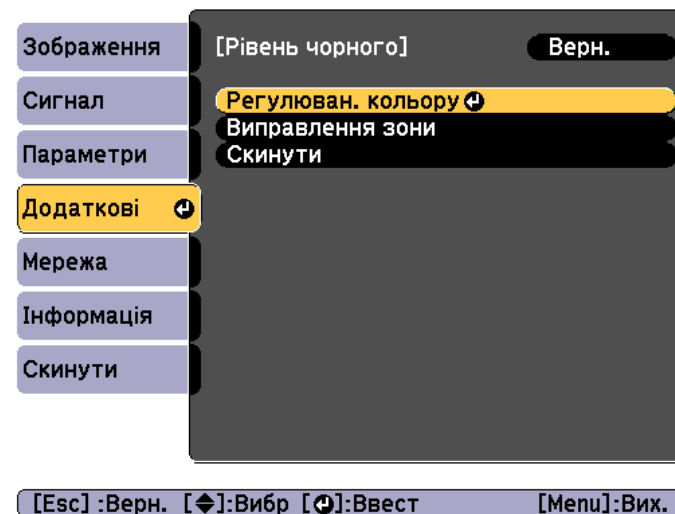 Зображення
Сигнал
Параметри
Додаткові
Мережа
Інформація
Скинути
[Рівень чорного]
Верн.
Регулюван. кольору
Виправлення зони
Скинути
[Esc] :Верн. [◆]:Вибр [⏎]:Ввест [Menu]:Вих.